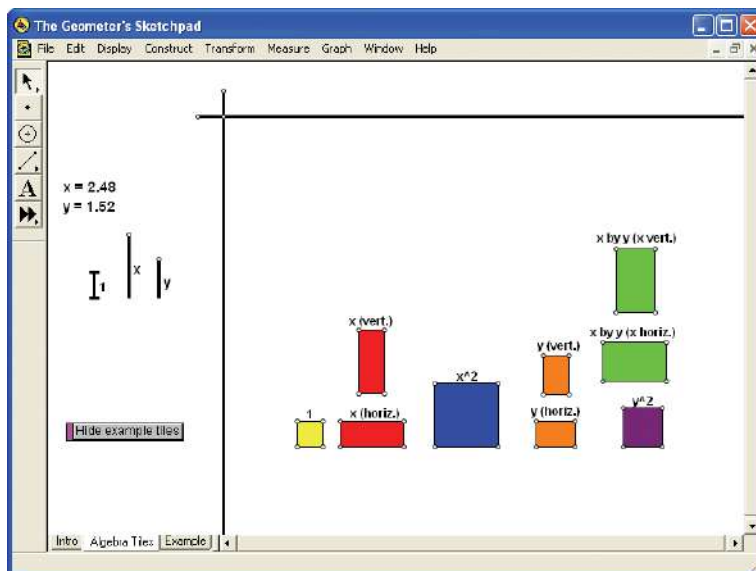 The Geometer's Sketchpad
File Edit Display Construct Transform Measure Graph Window Help
A
x = 2.48
y = 1.52
1
x
y
x by y (x vert.)
x (vert.)
y (vert.)
x by y (x horiz.)
x^2
1
x (horiz.)
y (horiz.)
y^2
Hide example tiles
Intro Algebra Tiles Example